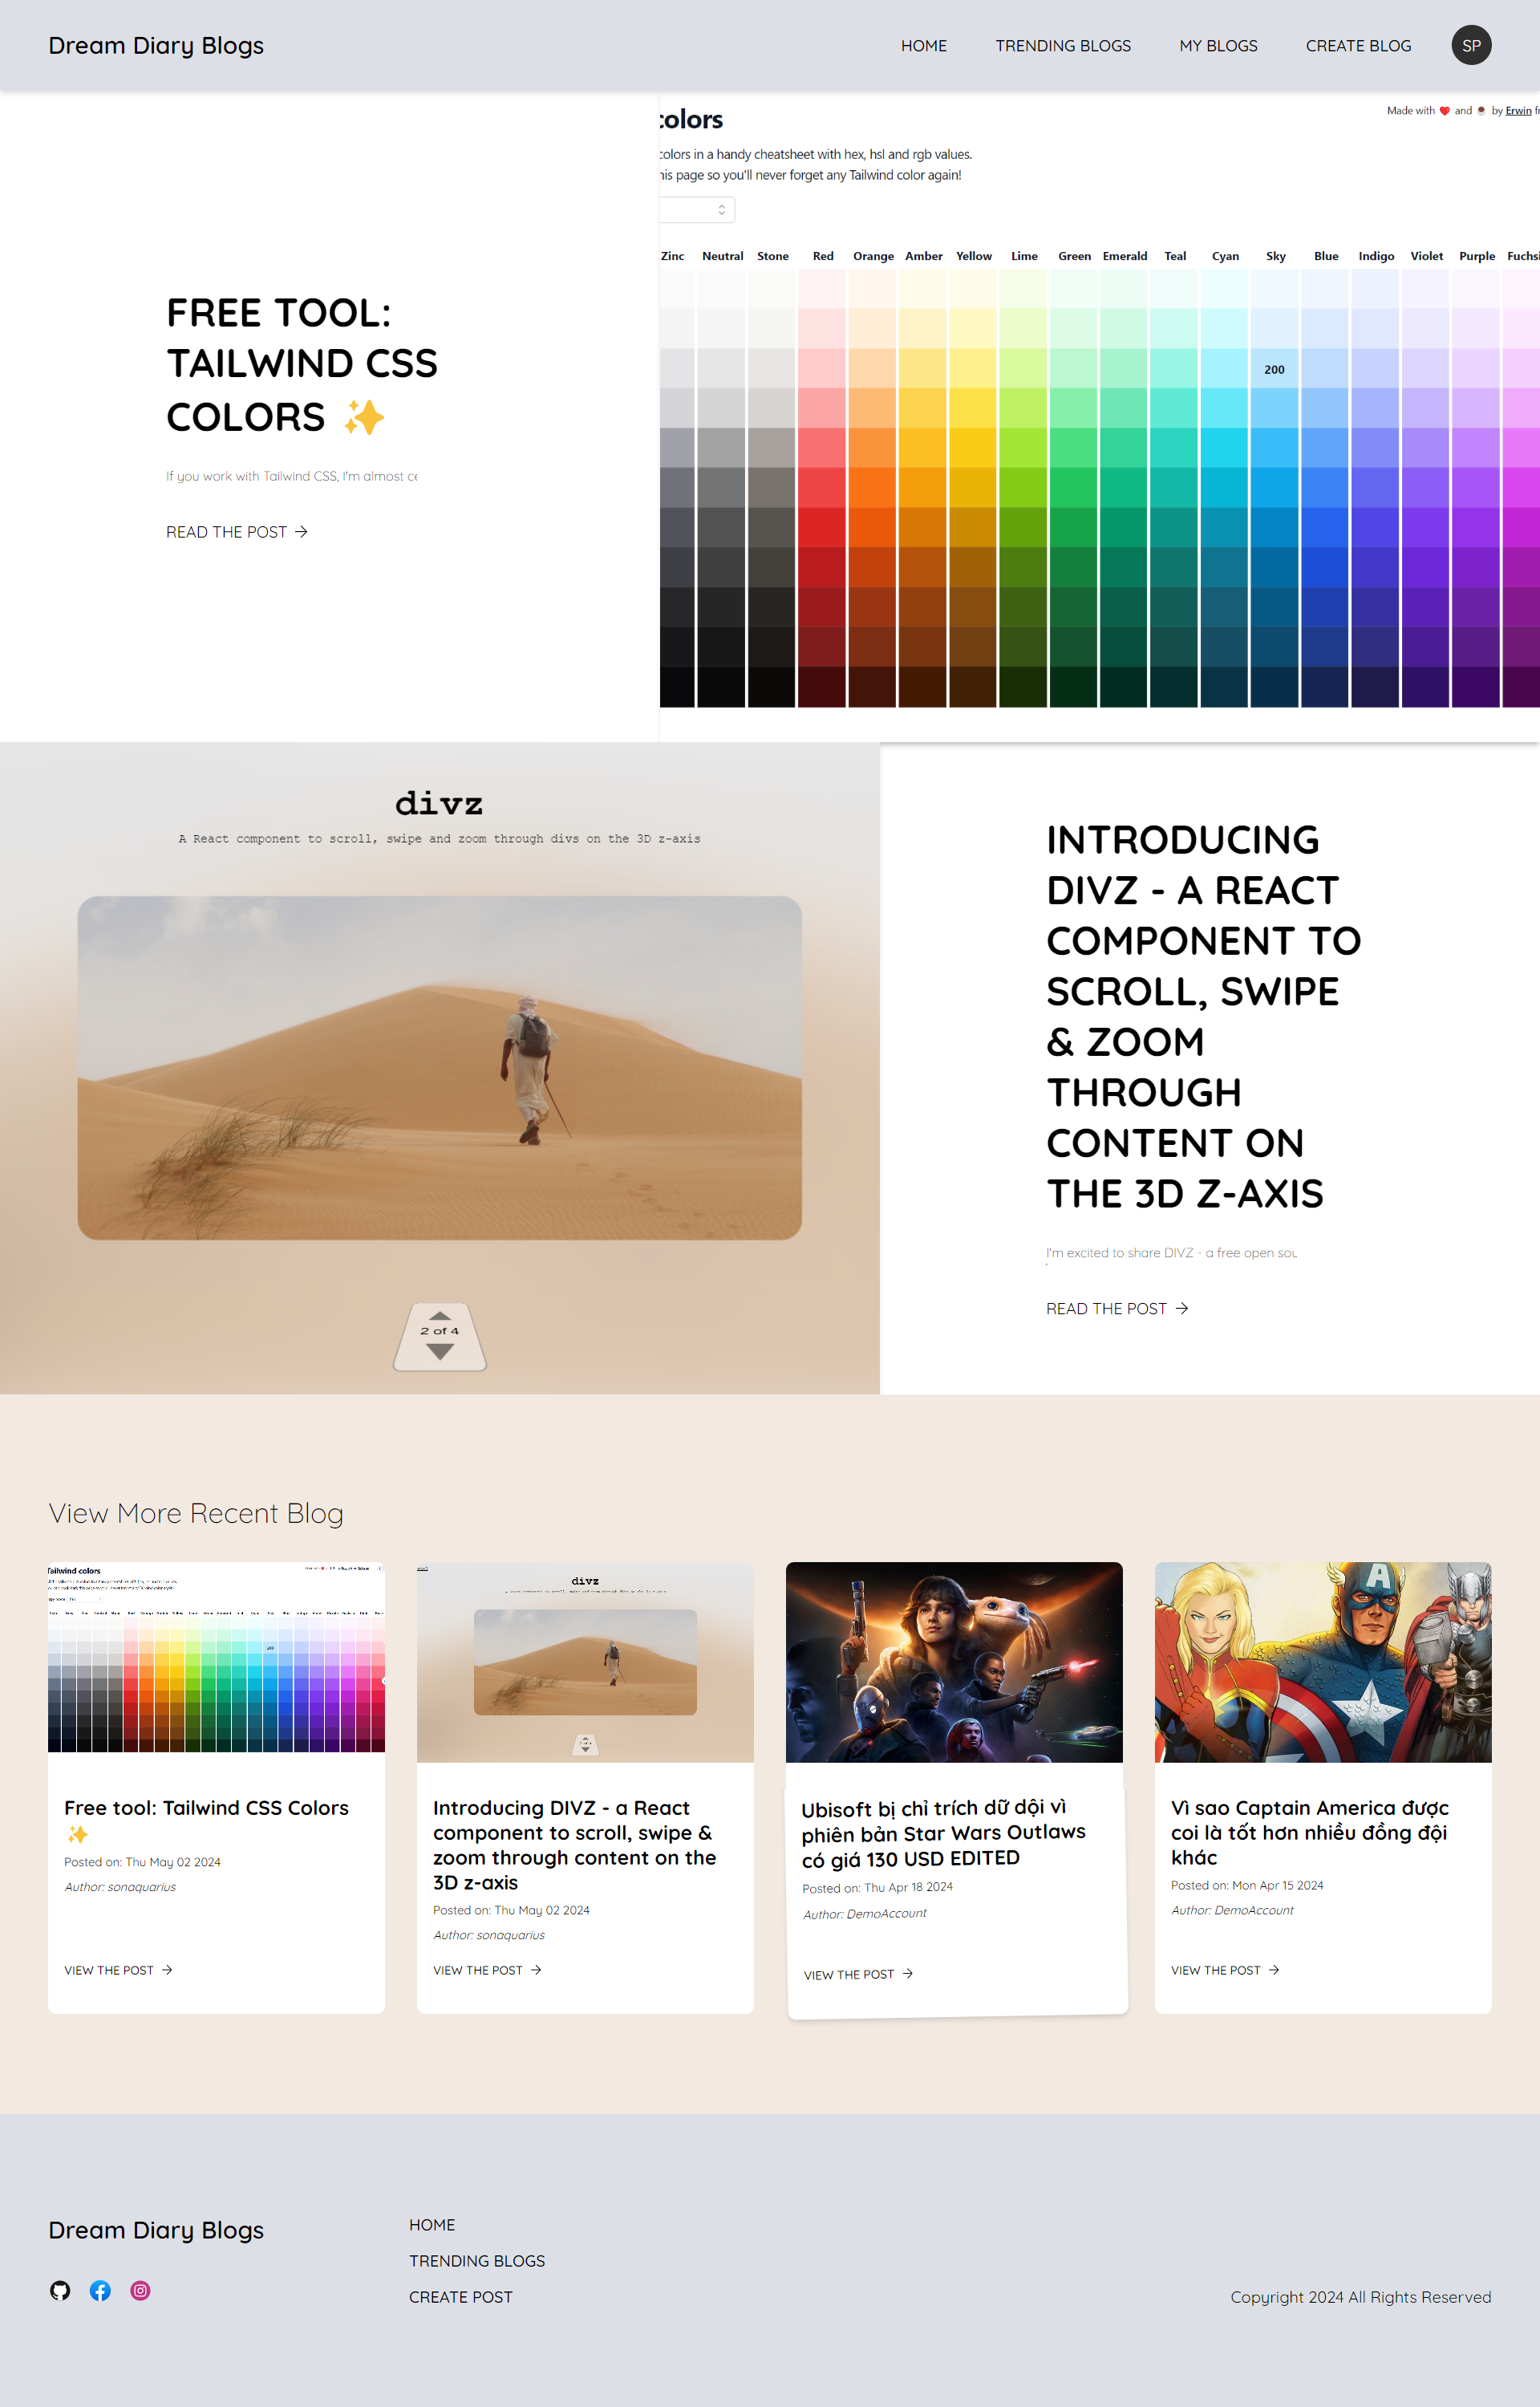 Dream Diary Blogs
HOME
TRENDING BLOGS
MY BLOGS
CREATE BLOG
SP
FREE TOOL:
TAILWIND CSS
COLORS ✨
If you work with Tailwind CSS, I'm almost
READ THE POST →
colors
Made with ❤️ and ☕ by Erwin
colors in a handy cheatsheet with hex, hsl and rgb values.
this page so you'll never forget any Tailwind color again!
Zinc Neutral Stone Red Orange Amber Yellow Lime Green Emerald Teal Cyan Sky Blue Indigo Violet Purple Fuchsi
200
divz
A React component to scroll, swipe and zoom through divs on the 3D z-axis
2 of 4
INTRODUCING
DIVZ - A REACT
COMPONENT TO
SCROLL, SWIPE
& ZOOM
THROUGH
CONTENT ON
THE 3D Z-AXIS
I'm excited to share DIVZ - a free open
READ THE POST →
View More Recent Blog
Tailwind colors
Free tool: Tailwind CSS Colors
✨
Posted on: Thu May 02 2024
Author: sonaquarius
VIEW THE POST →
divz
Introducing DIVZ - a React
component to scroll, swipe &
zoom through content on the
3D z-axis
Posted on: Thu May 02 2024
Author: sonaquarius
VIEW THE POST →
Ubisoft bị chỉ trích dữ dội vì
phiên bản Star Wars Outlaws
có giá 130 USD EDITED
Posted on: Thu Apr 18 2024
Author: DemoAccount
VIEW THE POST →
A
Vì sao Captain America được
coi là tốt hơn nhiều đồng đội
khác
Posted on: Mon Apr 15 2024
Author: DemoAccount
VIEW THE POST →
Dream Diary Blogs
HOME
TRENDING BLOGS
CREATE POST
Copyright 2024 All Rights Reserved